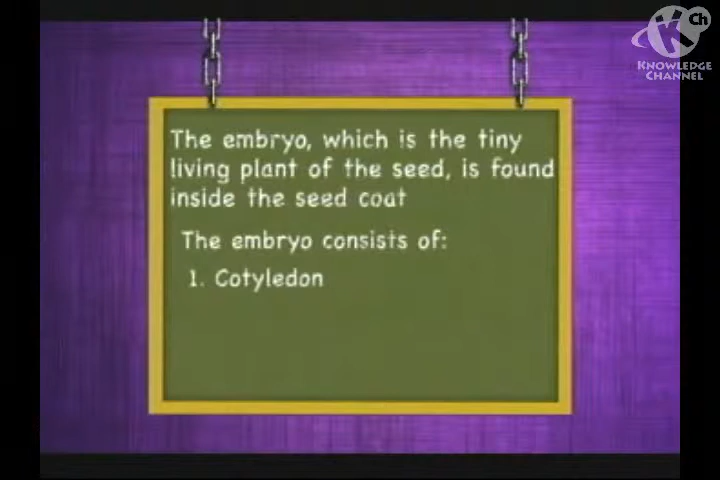 Ch
K
KNOWLEDGE
CHANNEL
The embryo, which is the tiny
living plant of the seed, is found
inside the seed coat
The embryo consists of:
1. Cotyledon